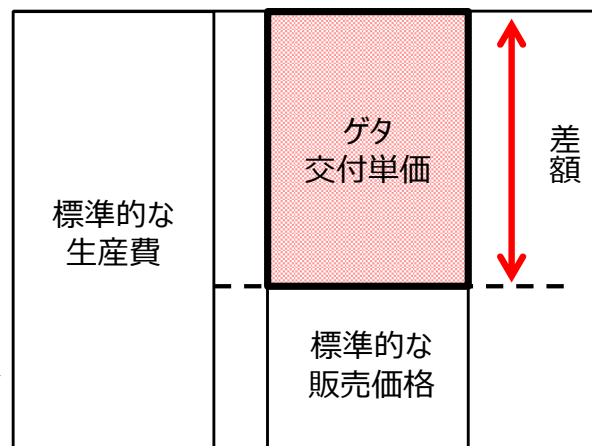 標準的な
生産費
ゲタ
交付単価
標準的な
販売価格
差額